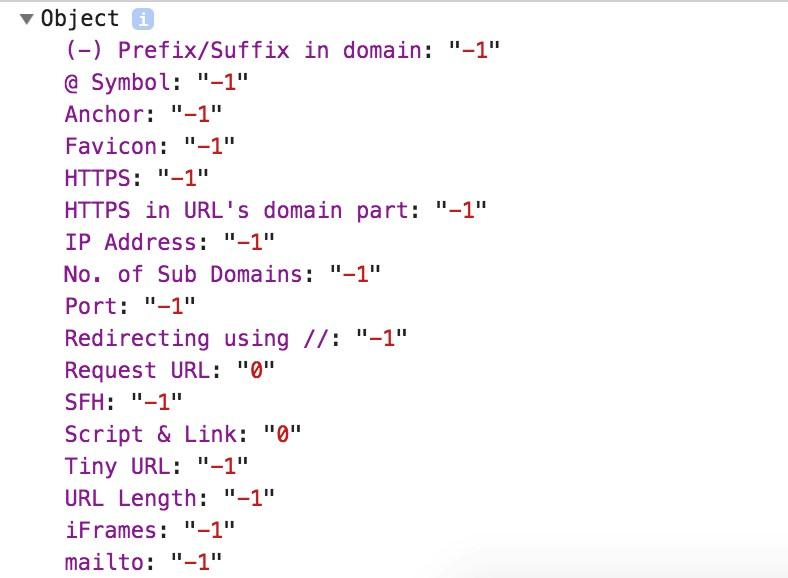 ▼ Object i
(-) Prefix/Suffix in domain: "-1"
@ Symbol: "-1"
Anchor: "-1"
Favicon: "-1"
HTTPS: "-1"
HTTPS in URL's domain part: "-1"
IP Address: "-1"
No. of Sub Domains: "-1"
Port: "-1"
Redirecting using //: "-1"
Request URL: "0"
SFH: "-1"
Script & Link: "0"
Tiny URL: "-1"
URL Length: "-1"
iFrames: "-1"
mailto: "-1"